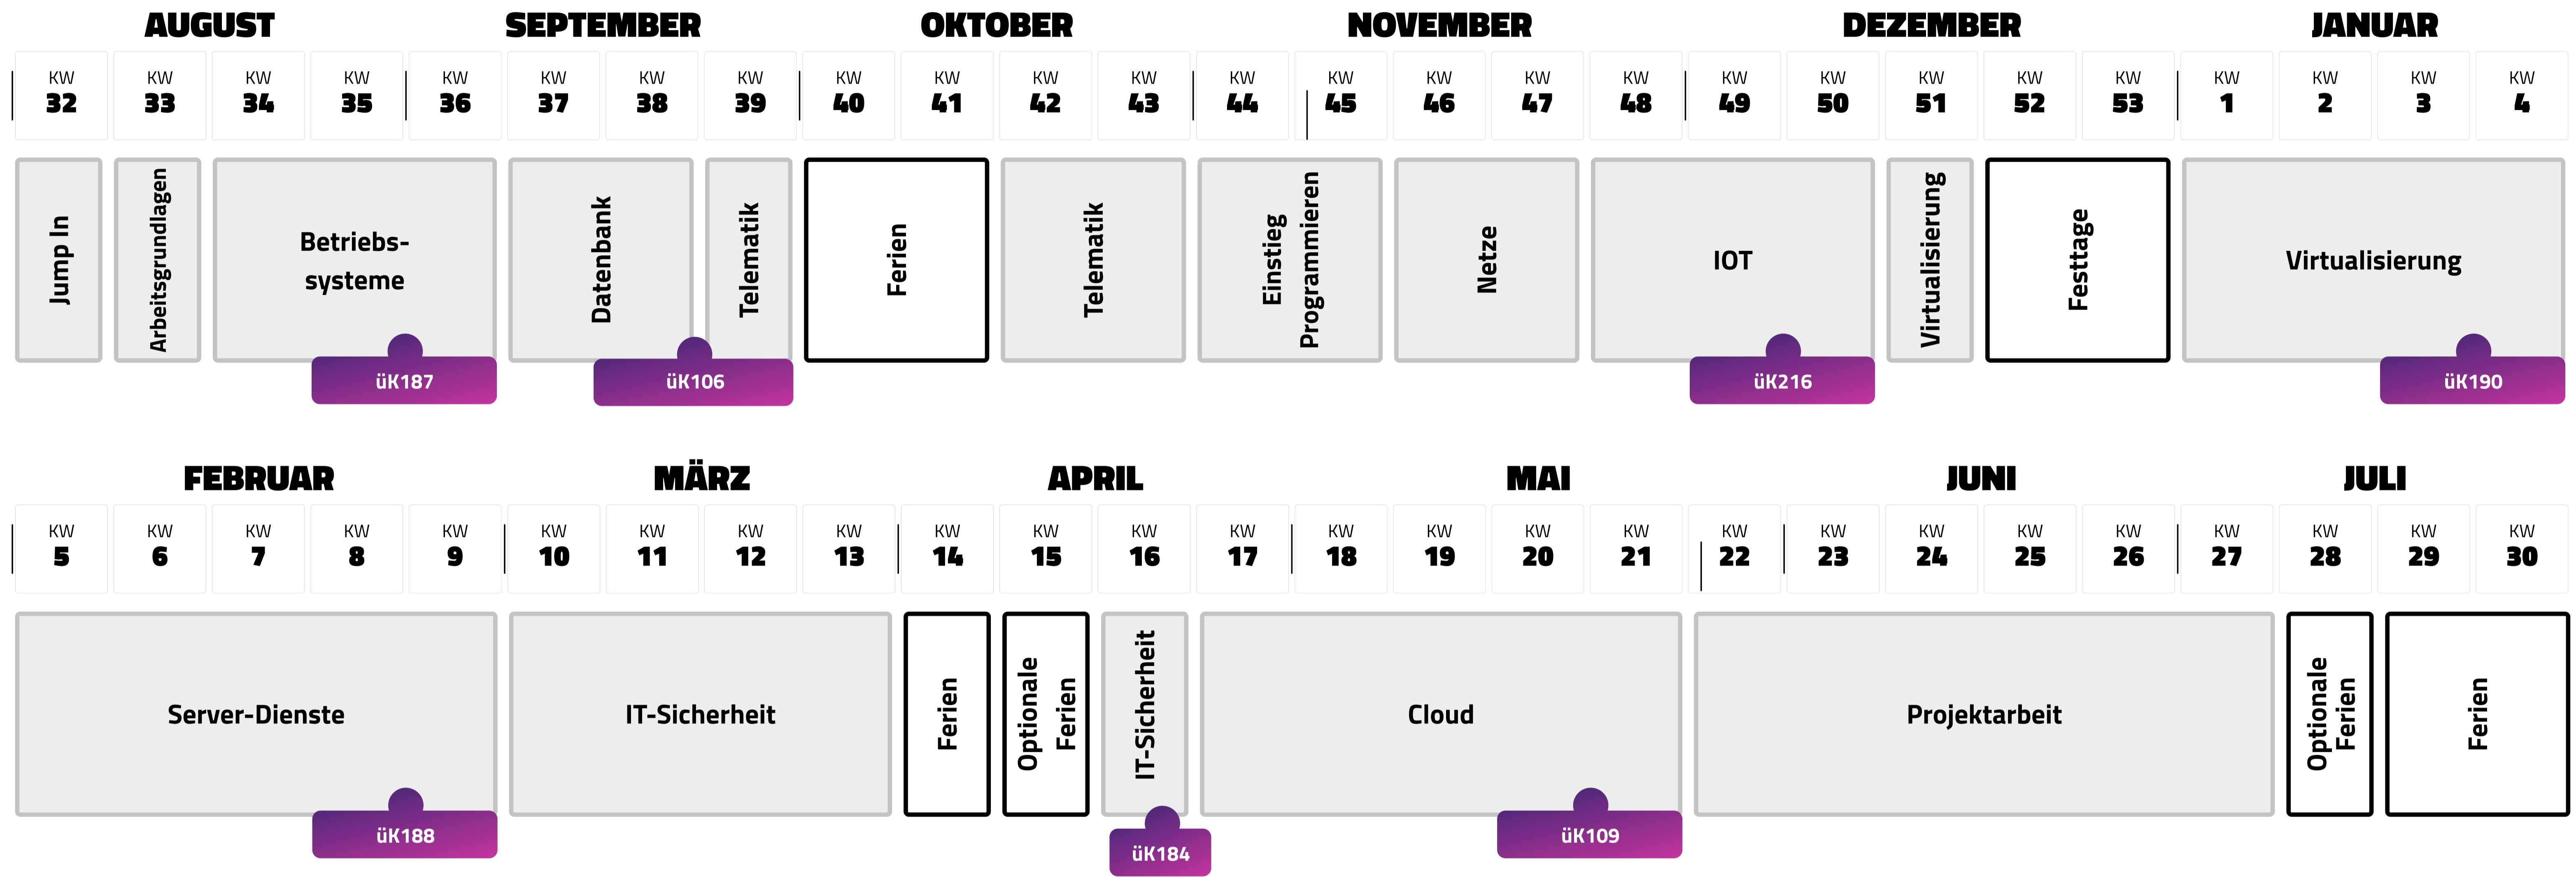 AUGUST SEPTEMBER OKTOBER NOVEMBER DEZEMBER JANUAR
KW KW KW KW KW KW KW KW KW KW KW KW KW KW KW KW KW KW KW KW KW KW KW KW KW KW
32 33 34 35 36 37 38 39 40 41 42 43 44 45 46 47 48 49 50 51 52 53 1 2 3 4
Jump In
Arbeitsgrundlagen
Betriebs-
systeme
Datenbank
Telematik
Ferien
Telematik
Einstieg
Programmieren
Netze
IOT
Virtualisierung
Festtage
Virtualisierung
üK187
üK106
üK216
üK190
FEBRUAR MÄRZ APRIL MAI JUNI JULI
KW KW KW KW KW KW KW KW KW KW KW KW KW KW KW KW KW KW KW KW KW KW KW KW KW KW
5 6 7 8 9 10 11 12 13 14 15 16 17 18 19 20 21 22 23 24 25 26 27 28 29 30
Server-Dienste
IT-Sicherheit
Ferien
Optionale
Ferien
IT-Sicherheit
Cloud
Projektarbeit
Optionale
Ferien
Ferien
üK188
üK184
üK109